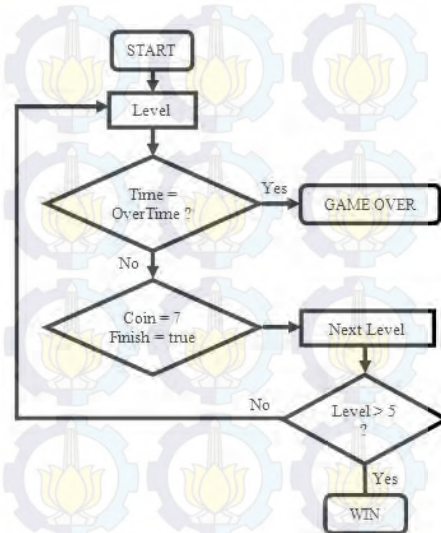 START
Level
Time =
OverTime ?
Yes
GAME OVER
No
Coin = 7
Finish = true
Next Level
No
Level > 5
?
Yes
WIN